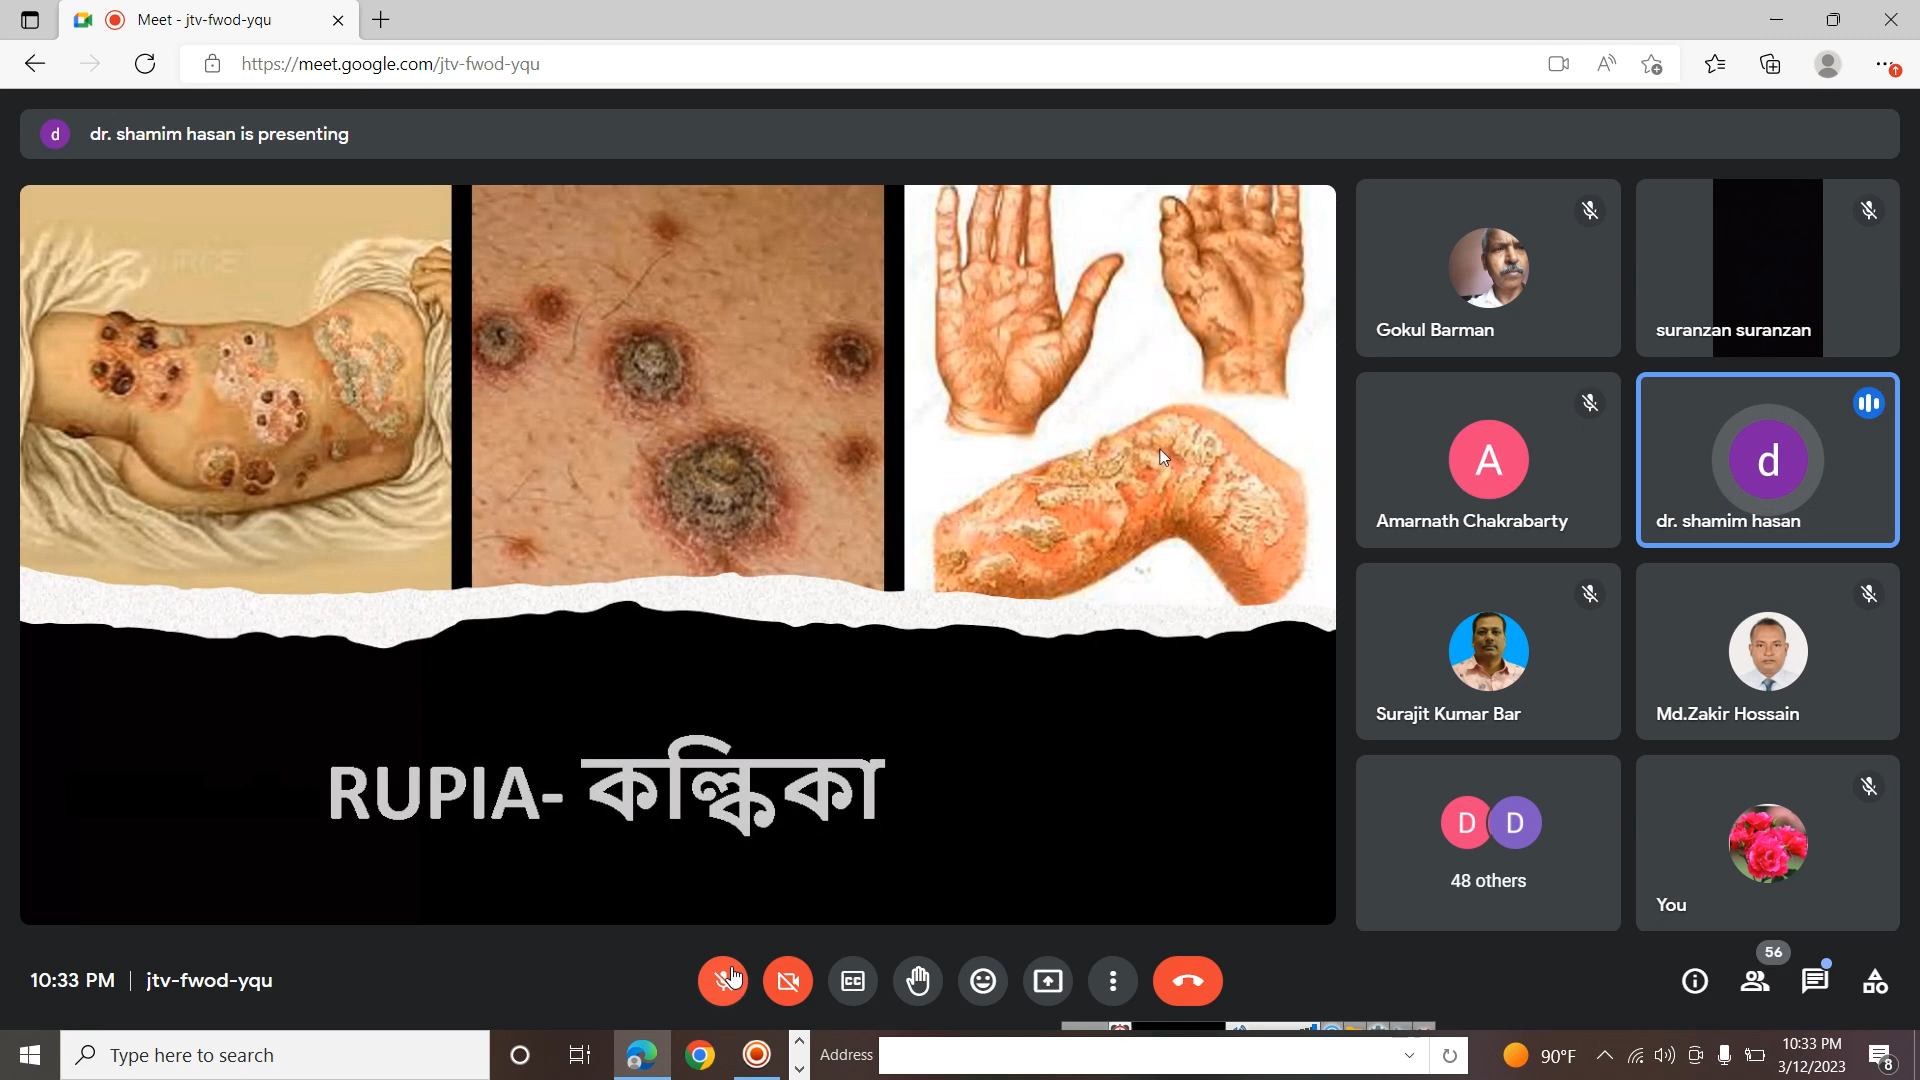 Meet - jtv-fwod-yqu
https://meet.google.com/jtv-fwod-yqu
d
dr. shamim hasan is presenting
Gokul Barman
suranzan suranzan
A
Amarnath Chakrabarty
d
dr. shamim hasan
Surajit Kumar Bar
Md.Zakir Hossain
RUPIA- কল্কিকা
D D
48 others
You
10:33 PM | jtv-fwod-yqu
CC
56
Type here to search
Address
90°F
10:33 PM
3/12/2023
8